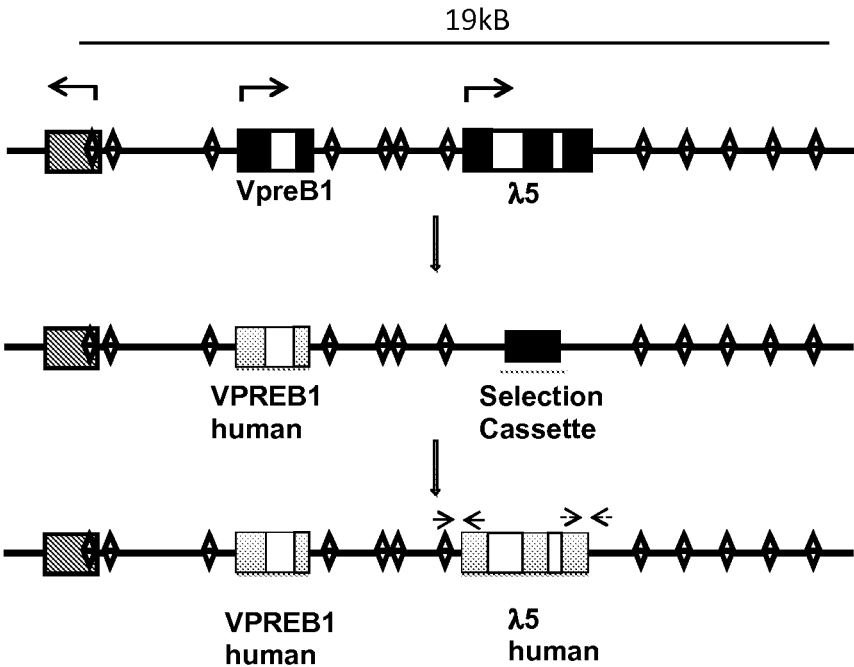 19kB
VpreB1 λ5
VPREB1 Selection
human Cassette
VPREB1 λ5
human human